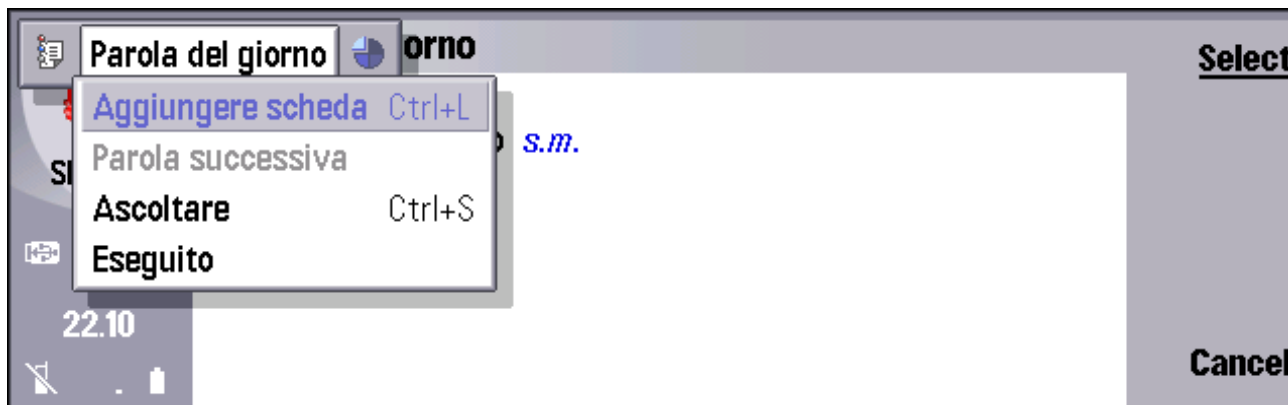 Parola del giorno
orno
Select
Aggiungere scheda Ctrl+L
s.m.
Parola successiva
Ascoltare Ctrl+S
Eseguito
22.10
Cancel